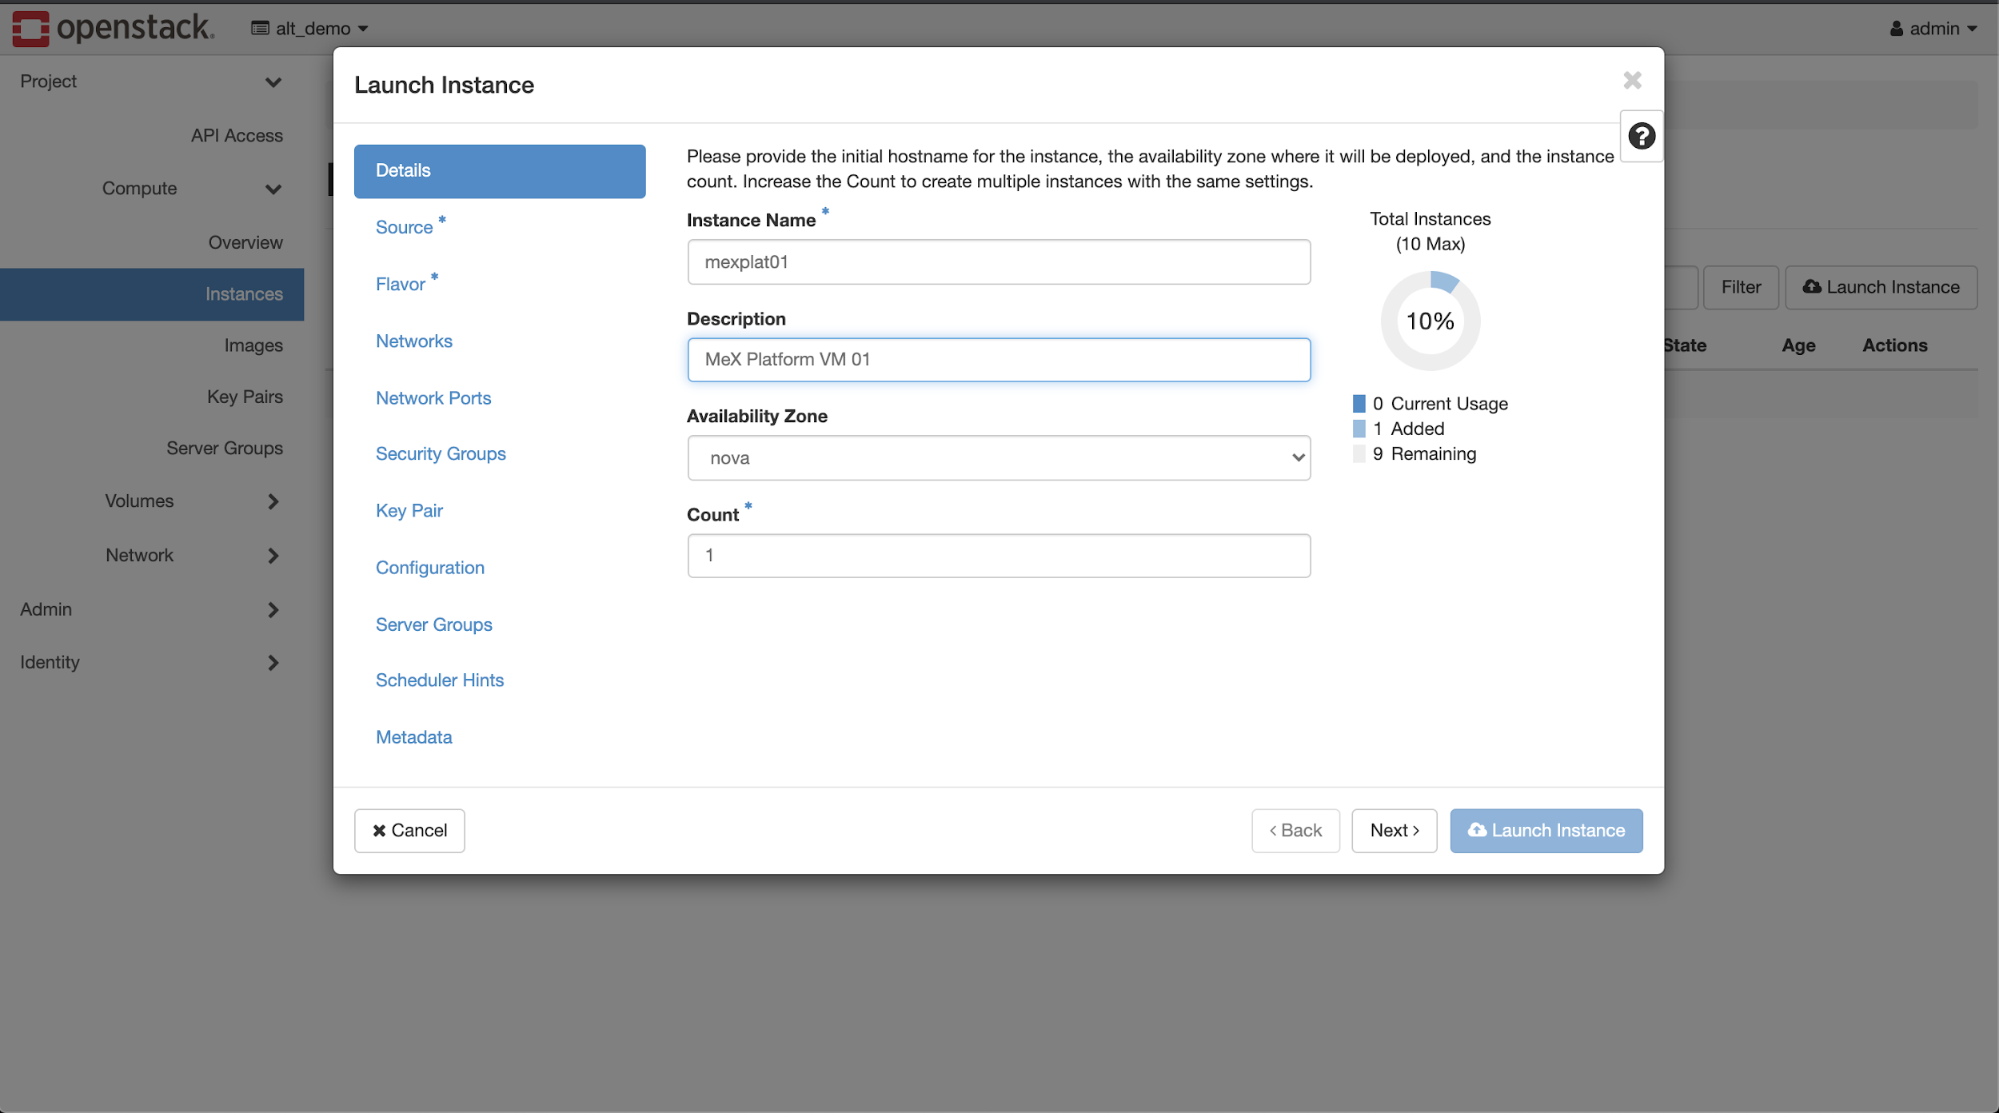 openstack.
alt_demo
admin
Project
API Access
Compute
Overview
Instances
Images
Key Pairs
Server Groups
Volumes
Network
Admin
Identity
Launch Instance
Details
Source *
Flavor *
Networks
Network Ports
Security Groups
Key Pair
Configuration
Server Groups
Scheduler Hints
Metadata
Please provide the initial hostname for the instance, the availability zone where it will be deployed, and the instance
count. Increase the Count to create multiple instances with the same settings.
Instance Name *
mexplat01
Description
MeX Platform VM 01
Availability Zone
nova
Count *
1
Total Instances
(10 Max)
10%
0 Current Usage
1 Added
9 Remaining
Cancel
‹ Back
Next ›
Launch Instance
Filter
Launch Instance
State
Age
Actions